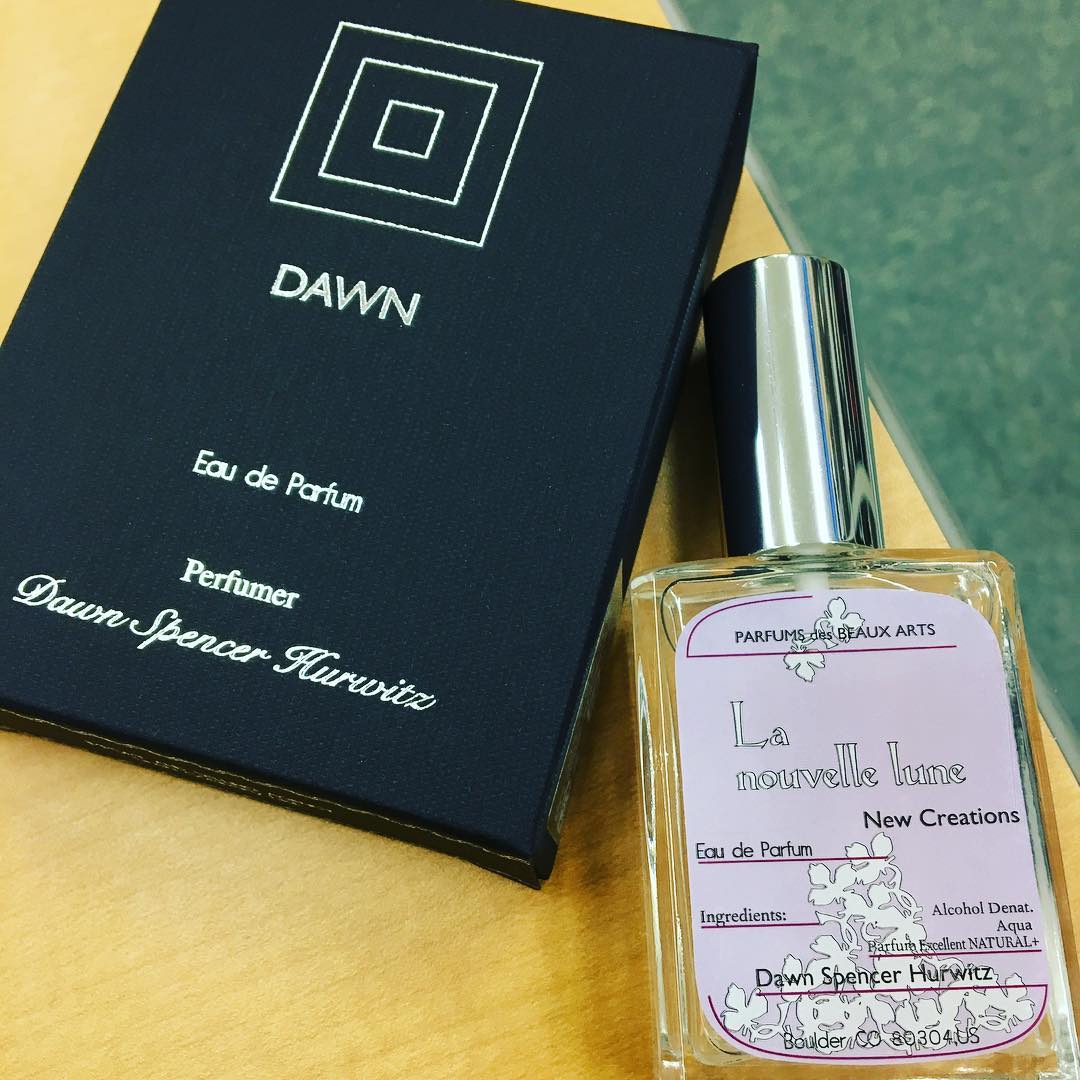 DAWN
Eau de Parfum
Perfumer
Dawn Spencer Hurwitz
PARFUMS des BEAUX ARTS
La
nouvelle lune
New Creations
Eau de Parfum
Ingredients:
Alcohol Denat.
Aqua
Parfum Excellent NATURAL+
Dawn Spencer Hurwitz
Boulder CO 80304,US